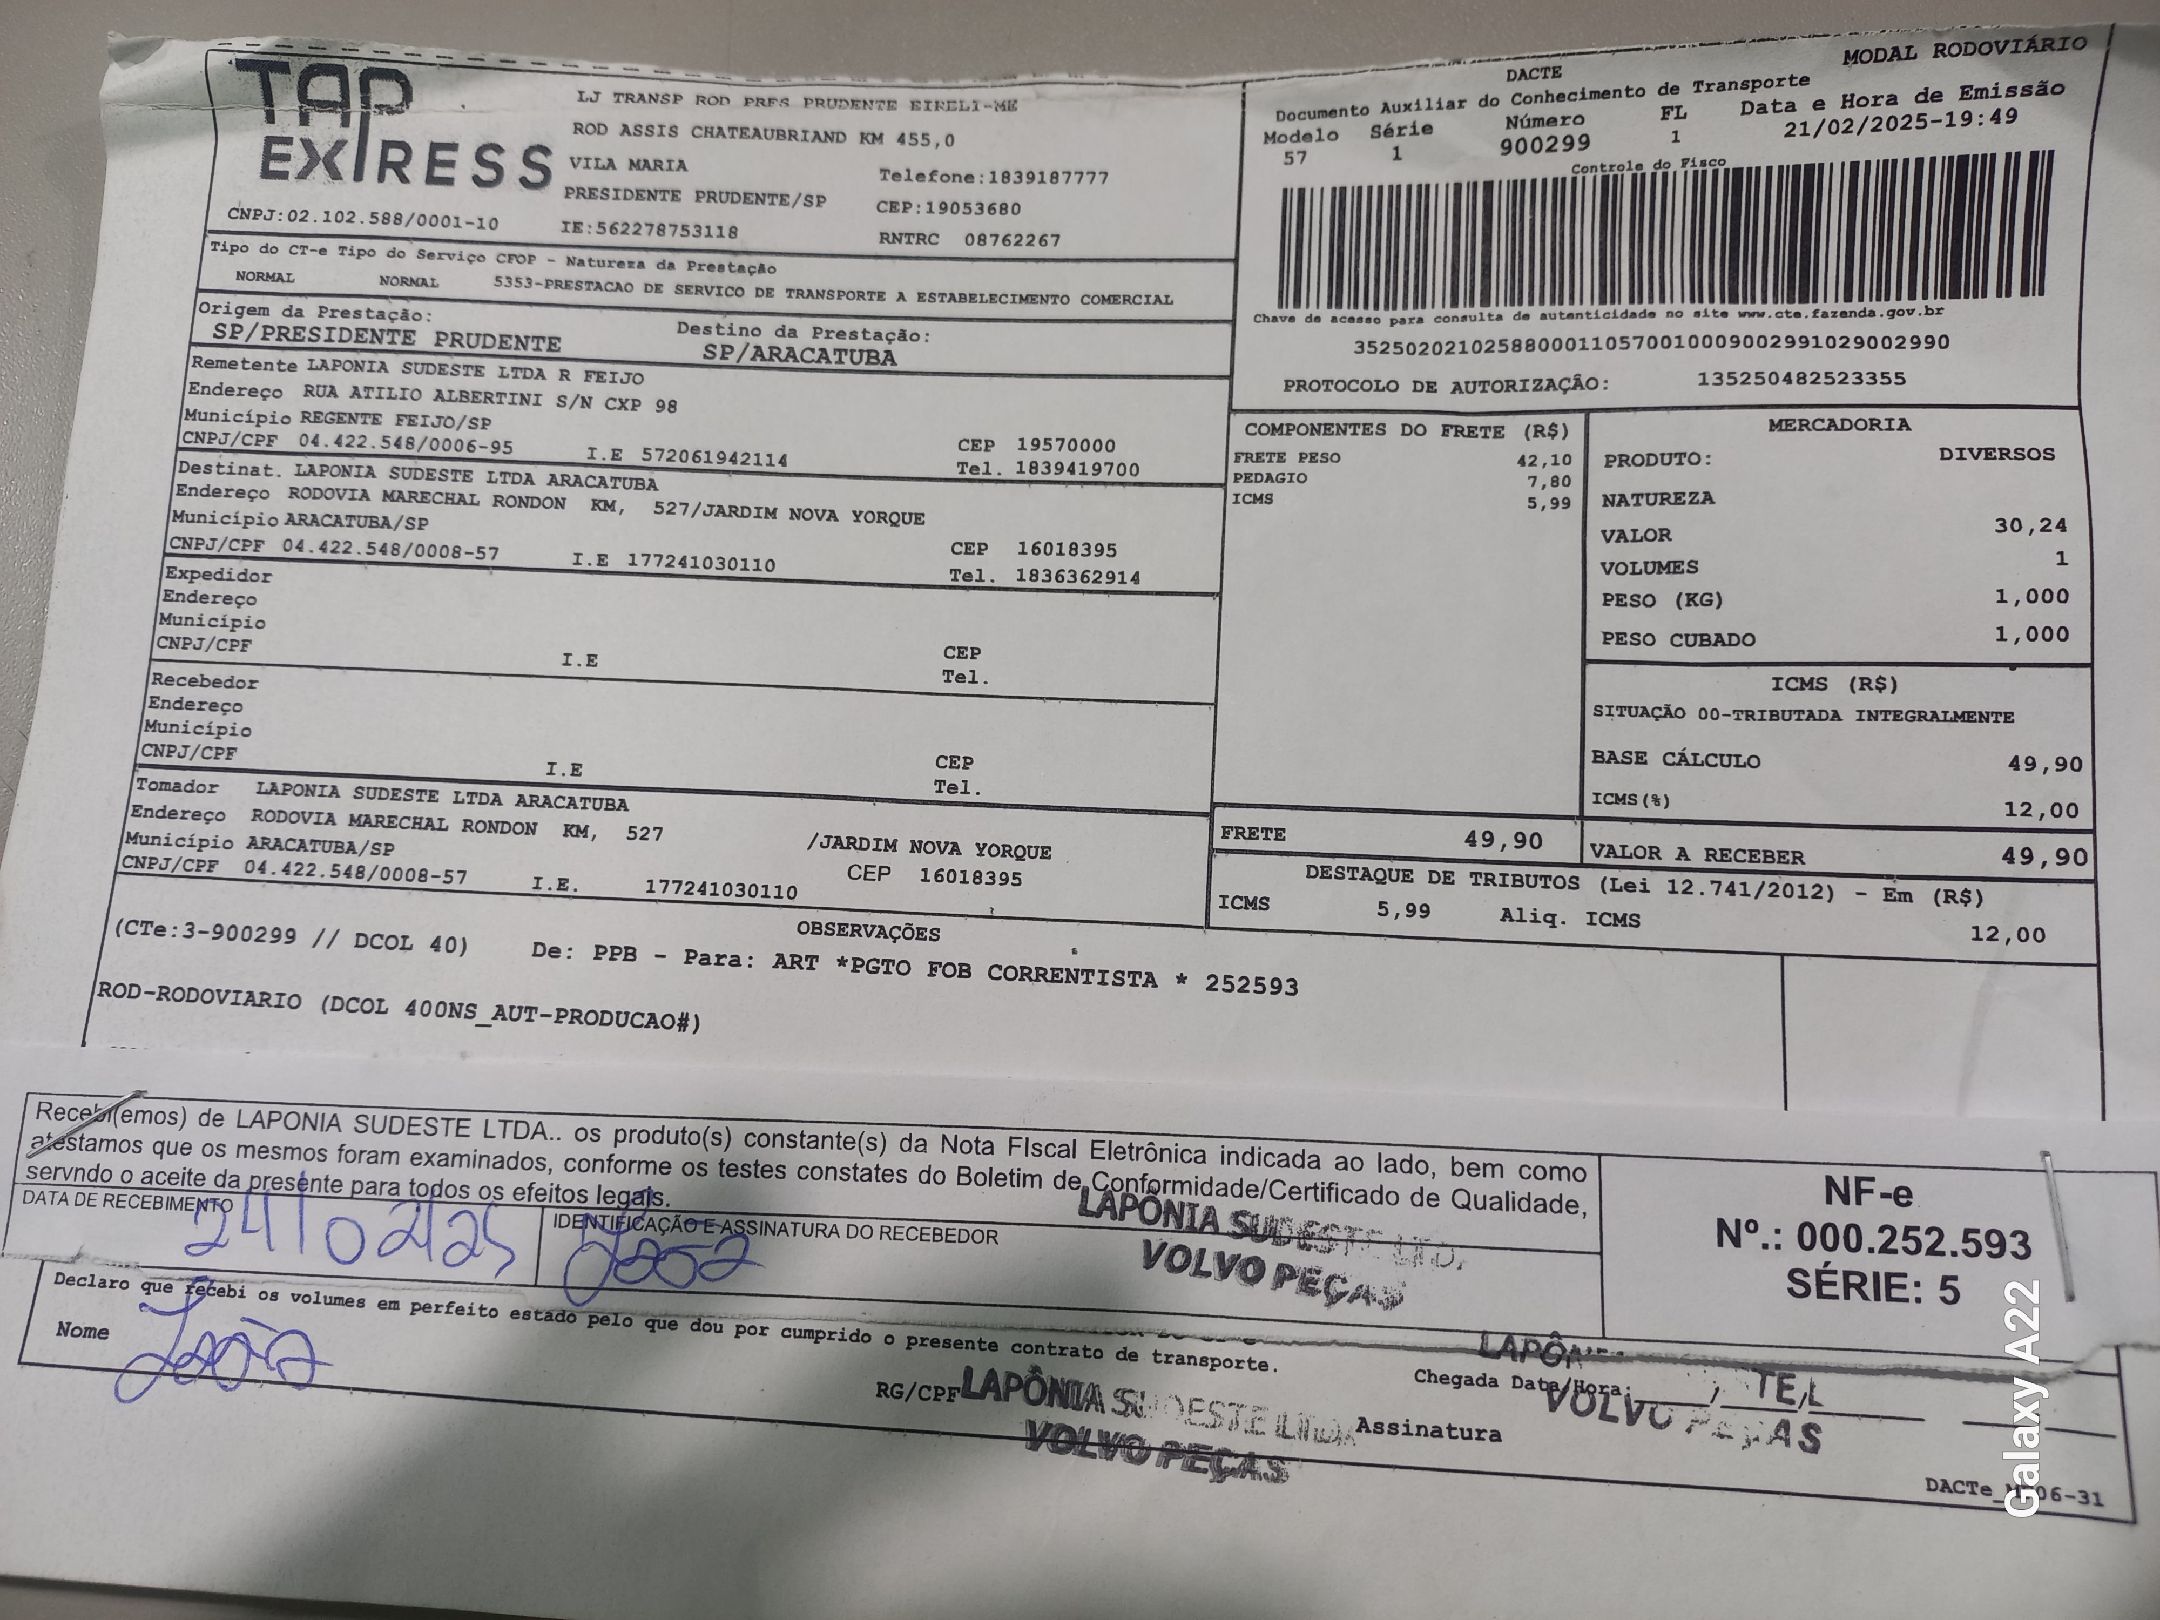 TAP EXPRESS
LJ TRANSP ROD PRES PRUDENTE EIRELI-ME
ROD ASSIS CHATEAUBRIAND KM 455,0
VILA MARIA Telefone:1839187777
PRESIDENTE PRUDENTE/SP CEP:19053680
CNPJ:02.102.588/0001-10 IE:562278753118 RNTRC 08762267
MODAL RODOVIÁRIO
DACTE
Documento Auxiliar do Conhecimento de Transporte
Modelo Série Número FL Data e Hora de Emissão
57 1 900299 1 21/02/2025-19:49
Controle do Fisco
Chave de acesso para consulta de autenticidade no site www.cte.fazenda.gov.br
35250202102588000110570010009002991029002990
PROTOCOLO DE AUTORIZAÇÃO: 135250482523355
Tipo do CT-e Tipo do Serviço CFOP - Natureza da Prestação
NORMAL NORMAL 5353-PRESTACAO DE SERVICO DE TRANSPORTE A ESTABELECIMENTO COMERCIAL
Origem da Prestação: Destino da Prestação:
SP/PRESIDENTE PRUDENTE SP/ARACATUBA
Remetente LAPONIA SUDESTE LTDA R FEIJO
Endereço RUA ATILIO ALBERTINI S/N CXP 98
Município REGENTE FEIJO/SP CEP 19570000
CNPJ/CPF 04.422.548/0006-95 I.E 572061942114 Tel. 1839419700
Destinat. LAPONIA SUDESTE LTDA ARACATUBA
Endereço RODOVIA MARECHAL RONDON KM, 527/JARDIM NOVA YORQUE
Município ARACATUBA/SP CEP 16018395
CNPJ/CPF 04.422.548/0008-57 I.E 177241030110 Tel. 1836362914
Expedidor
Endereço
Município CEP
CNPJ/CPF I.E Tel.
Recebedor
Endereço
Município CEP
CNPJ/CPF I.E Tel.
Tomador LAPONIA SUDESTE LTDA ARACATUBA
Endereço RODOVIA MARECHAL RONDON KM, 527 /JARDIM NOVA YORQUE
Município ARACATUBA/SP CEP 16018395
CNPJ/CPF 04.422.548/0008-57 I.E. 177241030110
COMPONENTES DO FRETE (R$)
FRETE PESO 42,10
PEDAGIO 7,80
ICMS 5,99
MERCADORIA
PRODUTO: DIVERSOS
NATUREZA
VALOR 30,24
VOLUMES 1
PESO (KG) 1,000
PESO CUBADO 1,000
ICMS (R$)
SITUAÇÃO 00-TRIBUTADA INTEGRALMENTE
BASE CÁLCULO 49,90
ICMS(%) 12,00
FRETE 49,90 VALOR A RECEBER 49,90
DESTAQUE DE TRIBUTOS (Lei 12.741/2012) - Em (R$)
ICMS 5,99 Aliq. ICMS 12,00
OBSERVAÇÕES
(CTe:3-900299 // DCOL 40) De: PPB - Para: ART *PGTO FOB CORRENTISTA * 252593
ROD-RODOVIARIO (DCOL 400NS_AUT-PRODUCAO#)
Recebi(emos) de LAPONIA SUDESTE LTDA.. os produto(s) constante(s) da Nota FIscal Eletrônica indicada ao lado, bem como
atestamos que os mesmos foram examinados, conforme os testes constates do Boletim de Conformidade/Certificado de Qualidade,
servndo o aceite da presente para todos os efeitos legais.
DATA DE RECEBIMENTO IDENTIFICAÇÃO E ASSINATURA DO RECEBEDOR
24/02/25
LAPÔNIA SUDESTE LTD.
VOLVO PEÇAS
NF-e
Nº.: 000.252.593
SÉRIE: 5
Declaro que recebi os volumes em perfeito estado pelo que dou por cumprido o presente contrato de transporte.
Nome João RG/CPF Chegada Data/Hora:
Assinatura
LAPÔNIA SUDESTE LTDA
VOLVO PEÇAS
VOLVO PEÇAS
Galaxy A22